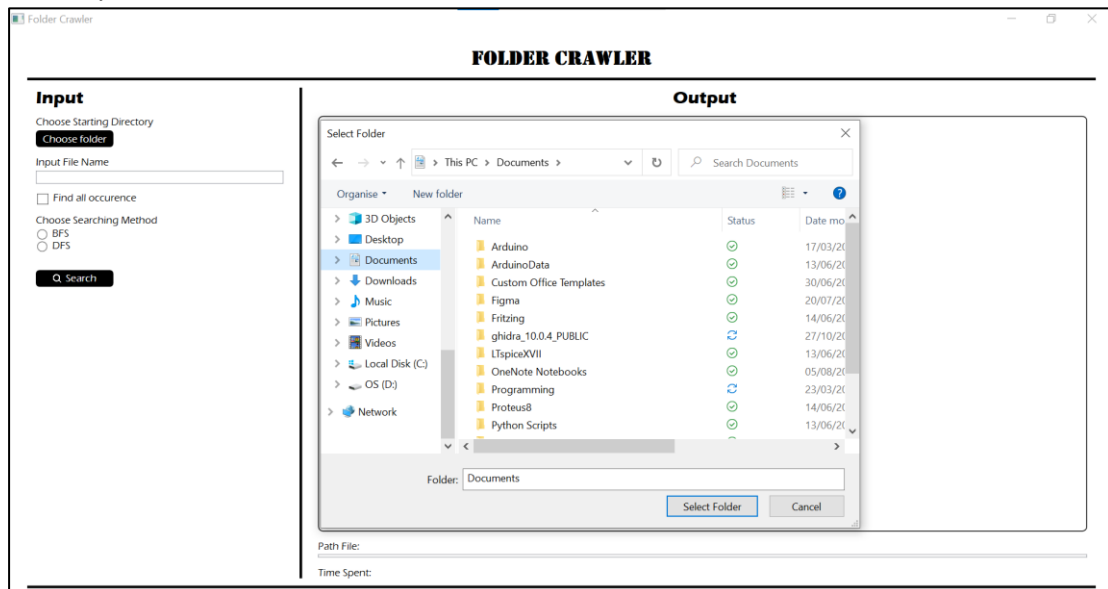 Folder Crawler
FOLDER CRAWLER
Input
Choose Starting Directory
Choose folder
Input File Name
Find all occurence
Choose Searching Method
BFS
DFS
Search
Output
Select Folder
This PC > Documents >
Search Documents
Organise
New folder
3D Objects
Desktop
Documents
Downloads
Music
Pictures
Videos
Local Disk (C:)
OS (D:)
Network
Name Status Date mo
Arduino 17/03/20
ArduinoData 13/06/20
Custom Office Templates 30/06/20
Figma 20/07/20
Fritzing 14/06/20
ghidra_10.0.4_PUBLIC 27/10/20
LTspiceXVII 13/06/20
OneNote Notebooks 05/08/20
Programming 23/03/20
Proteus8 14/06/20
Python Scripts 13/06/20
Folder: Documents
Select Folder
Cancel
Path File:
Time Spent: